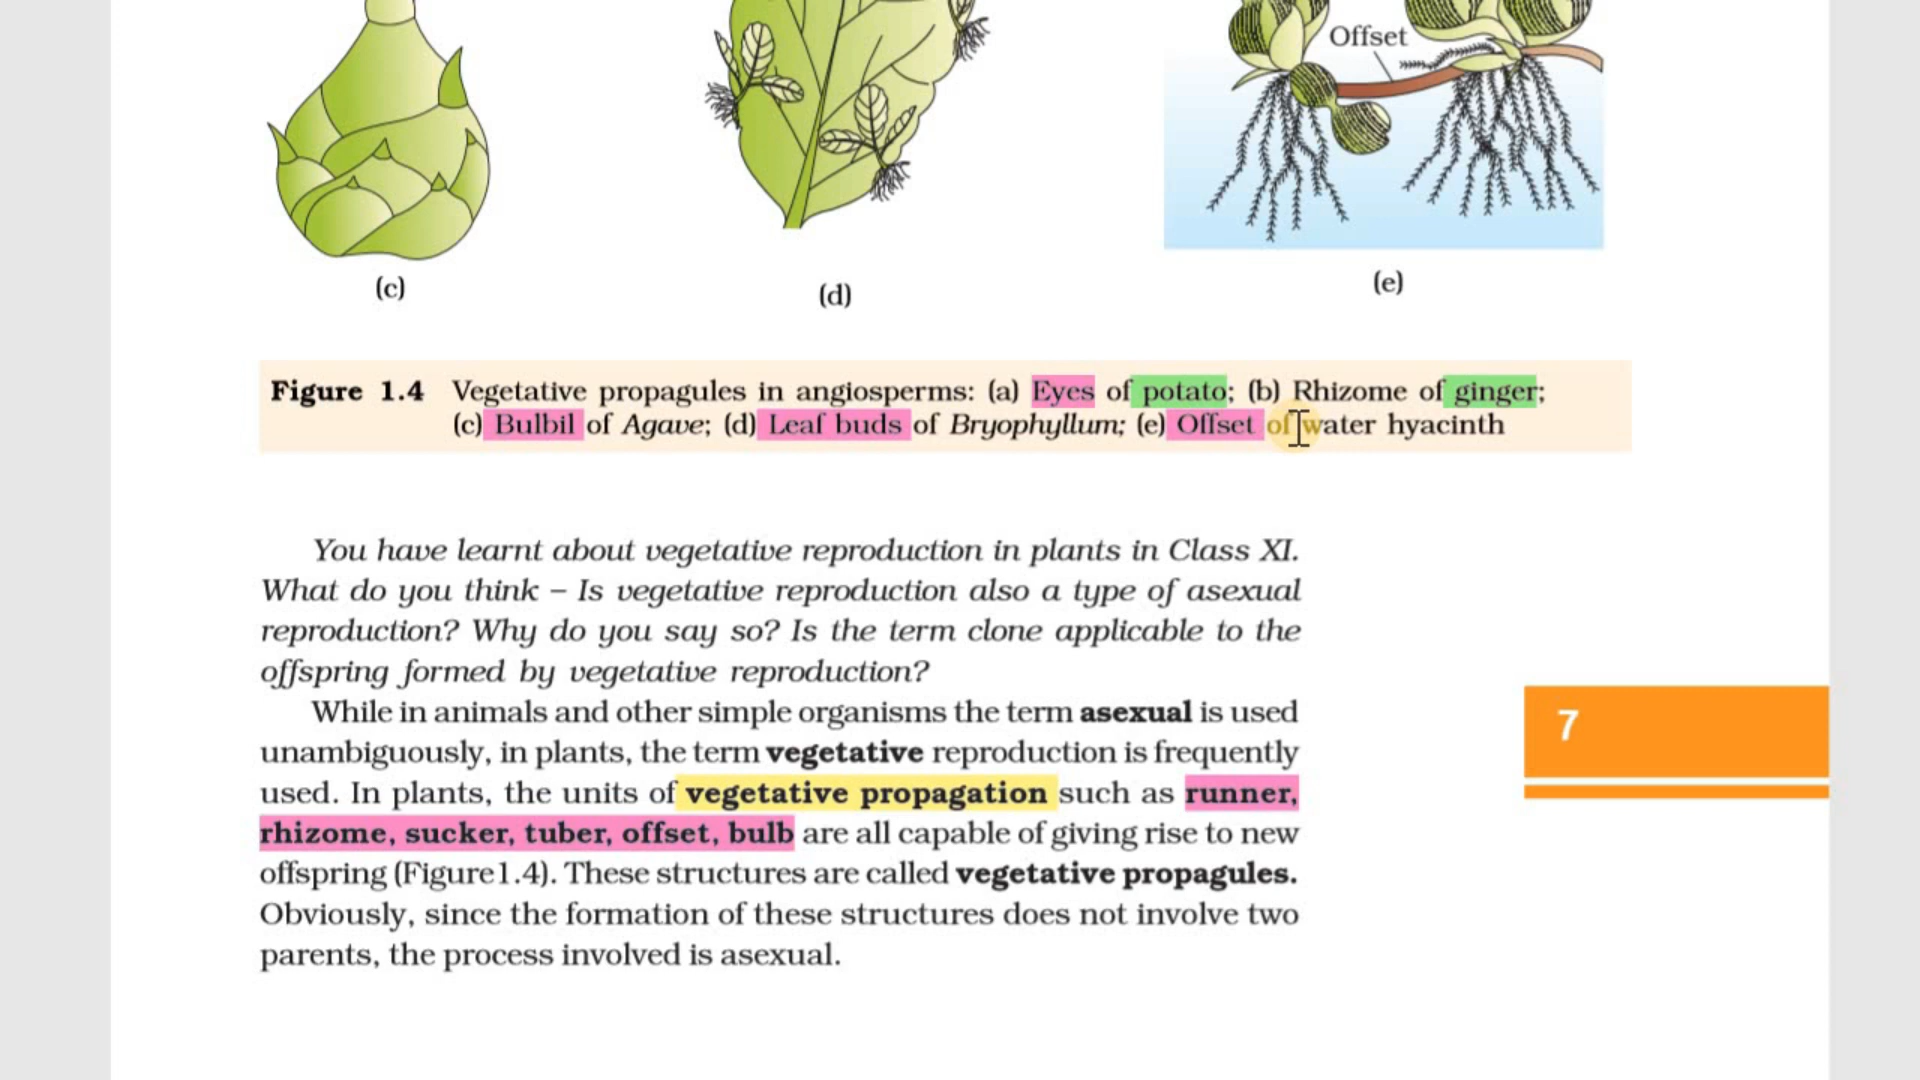 Offset
(c)
(d)
(e)
Figure 1.4 Vegetative propagules in angiosperms: (a) Eyes of potato; (b) Rhizome of ginger;
(c) Bulbil of Agave; (d) Leaf buds of Bryophyllum; (e) Offset of water hyacinth
You have learnt about vegetative reproduction in plants in Class XI.
What do you think – Is vegetative reproduction also a type of asexual
reproduction? Why do you say so? Is the term clone applicable to the
offspring formed by vegetative reproduction?
While in animals and other simple organisms the term asexual is used
unambiguously, in plants, the term vegetative reproduction is frequently
used. In plants, the units of vegetative propagation such as runner,
rhizome, sucker, tuber, offset, bulb are all capable of giving rise to new
offspring (Figure1.4). These structures are called vegetative propagules.
Obviously, since the formation of these structures does not involve two
parents, the process involved is asexual.
7